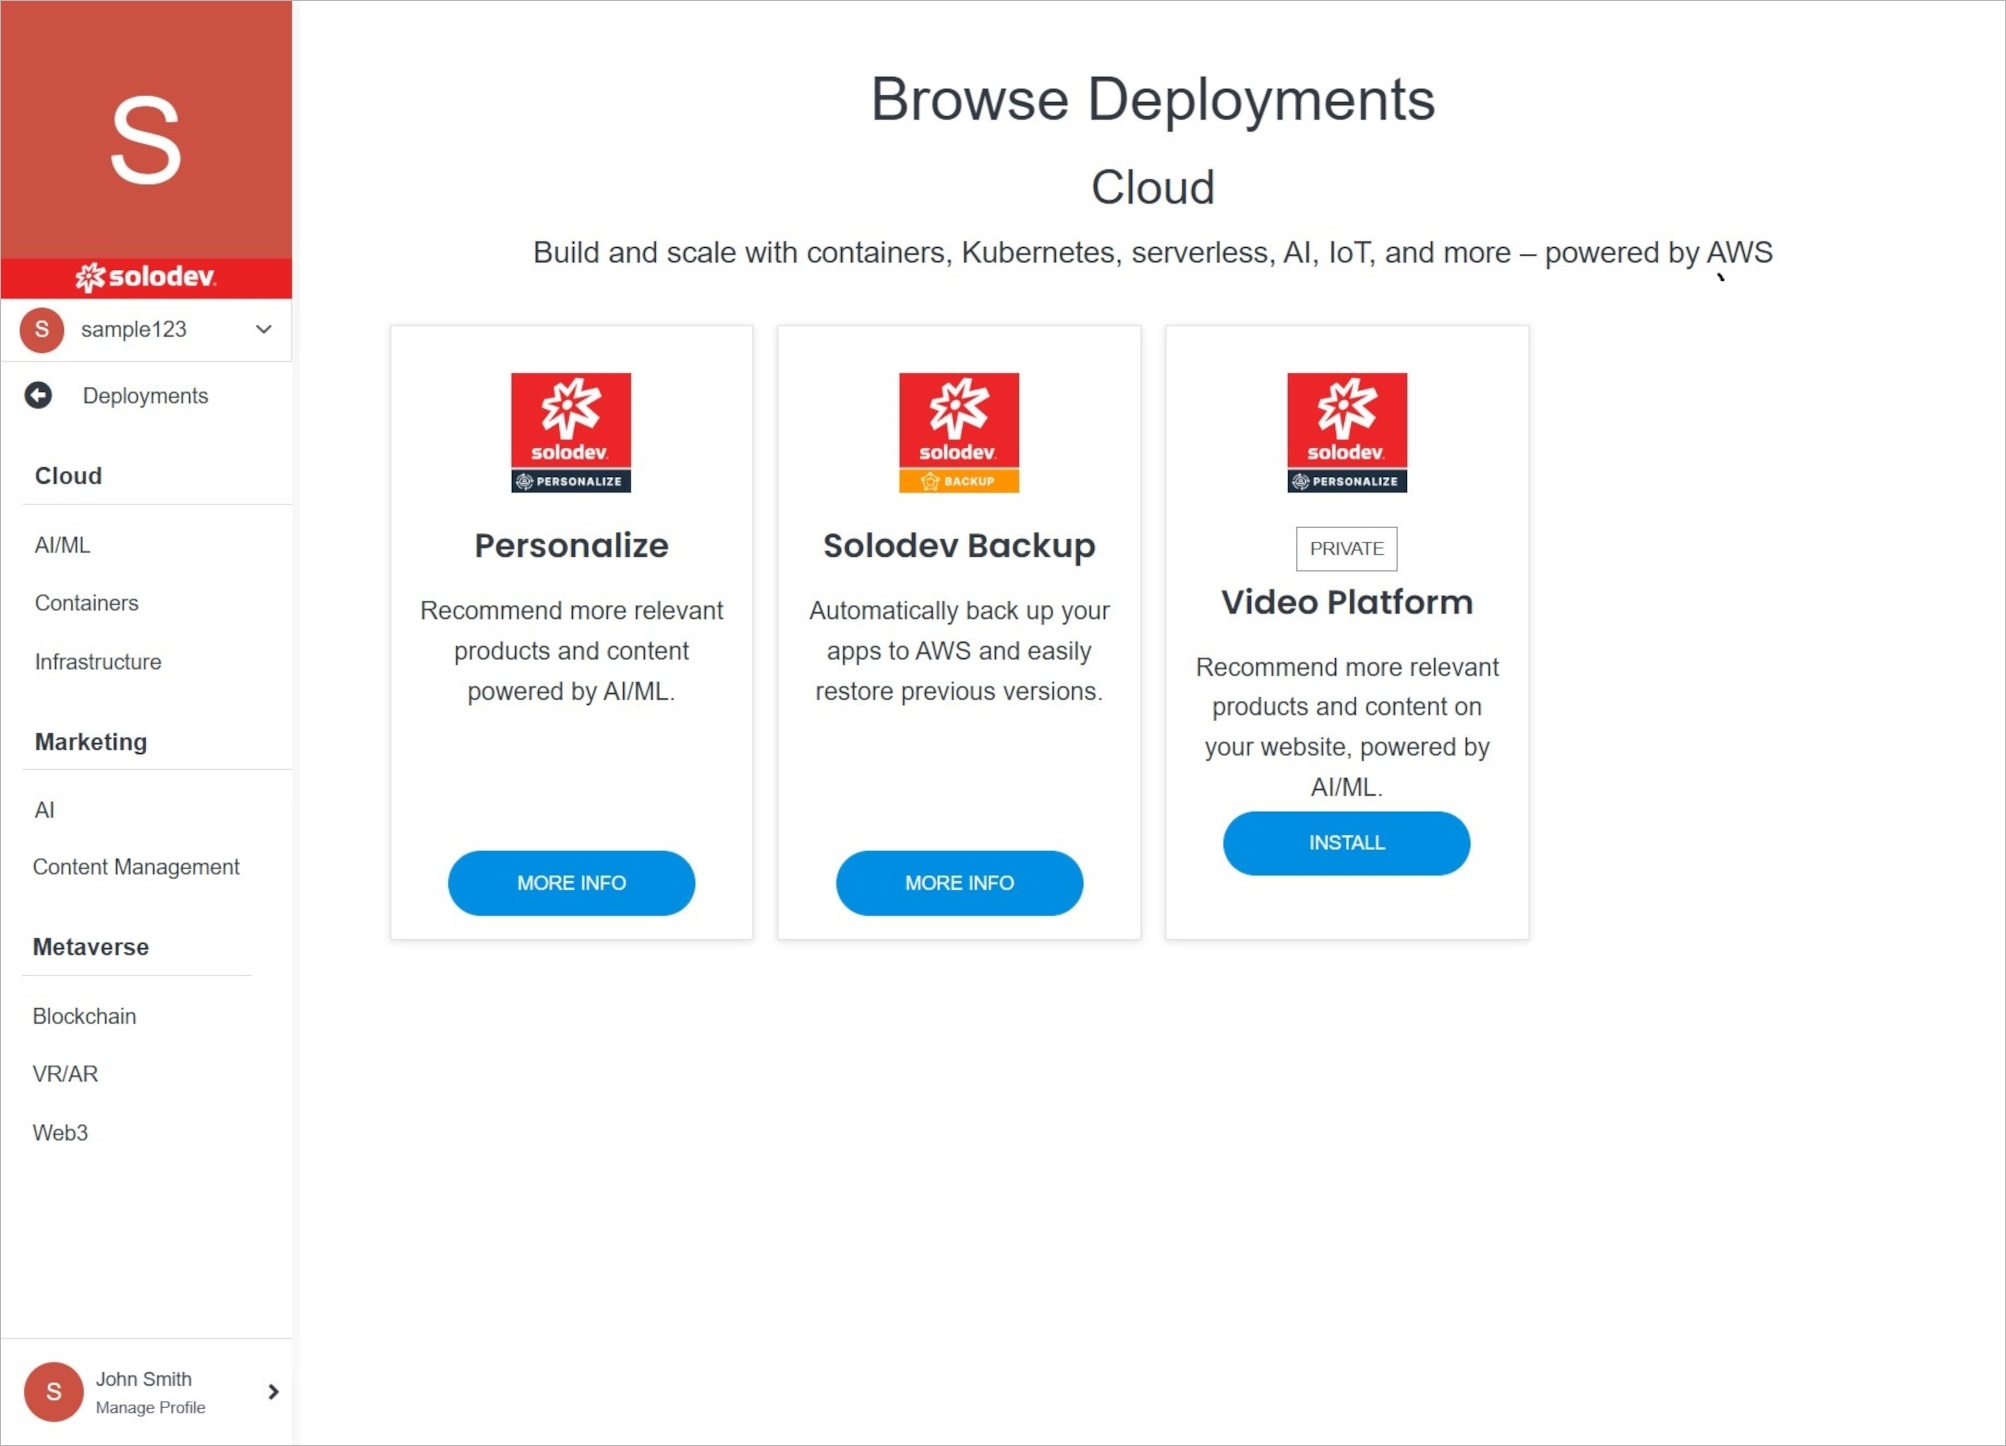 S
solodev
S sample123
Deployments
Cloud
AI/ML
Containers
Infrastructure
Marketing
AI
Content Management
Metaverse
Blockchain
VR/AR
Web3
S John Smith
Manage Profile
Browse Deployments
Cloud
Build and scale with containers, Kubernetes, serverless, AI, IoT, and more – powered by AWS
solodev
PERSONALIZE
Personalize
Recommend more relevant
products and content
powered by AI/ML.
MORE INFO
solodev
BACKUP
Solodev Backup
Automatically back up your
apps to AWS and easily
restore previous versions.
MORE INFO
solodev
PERSONALIZE
PRIVATE
Video Platform
Recommend more relevant
products and content on
your website, powered by
AI/ML.
INSTALL